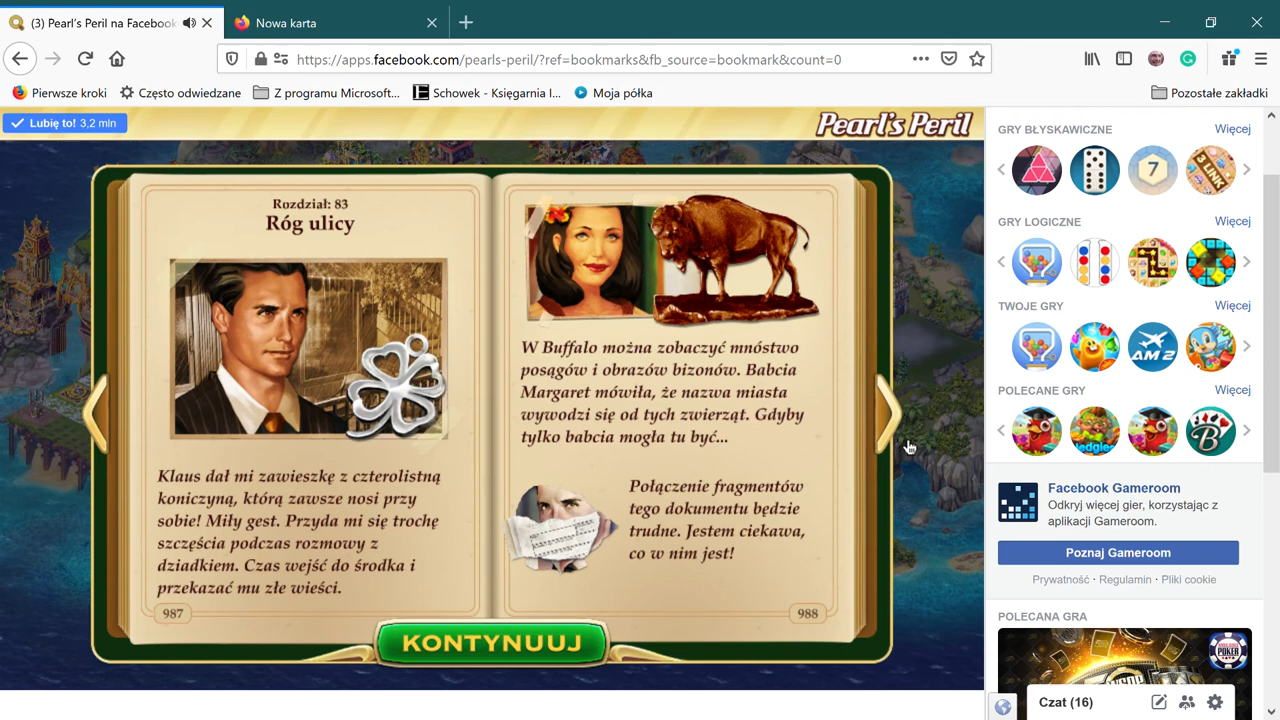 (3) Pearl's Peril na Facebook
Nowa karta
https://apps.facebook.com/pearls-peril/?ref=bookmarks&fb_source=bookmark&count=0
Pierwsze kroki
Często odwiedzane
Z programu Microsoft...
Schowek - Księgarnia I...
Moja półka
Pozostałe zakładki
Lubię to! 3,2 mln
Pearl's Peril
Rozdział: 83
Róg ulicy
Klaus dał mi zawieszkę z czterolistną
koniczyną, którą zawsze nosi przy
sobie! Miły gest. Przyda mi się trochę
szczęścia podczas rozmowy z
dziadkiem. Czas wejść do środka i
przekazać mu złe wieści.
987
W Buffalo można zobaczyć mnóstwo
posągów i obrazów bizonów. Babcia
Margaret mówiła, że nazwa miasta
wywodzi się od tych zwierząt. Gdyby
tylko babcia mogła tu być...
Połączenie fragmentów
tego dokumentu będzie
trudne. Jestem ciekawa,
co w nim jest!
988
KONTYNUUJ
GRY BŁYSKAWICZNE
Więcej
7
3 LINK
GRY LOGICZNE
Więcej
TWOJE GRY
Więcej
AM2
POLECANE GRY
Więcej
B
Facebook Gameroom
Odkryj więcej gier, korzystając z
aplikacji Gameroom.
Poznaj Gameroom
Prywatność · Regulamin · Pliki cookie
POLECANA GRA
POKER
Czat (16)